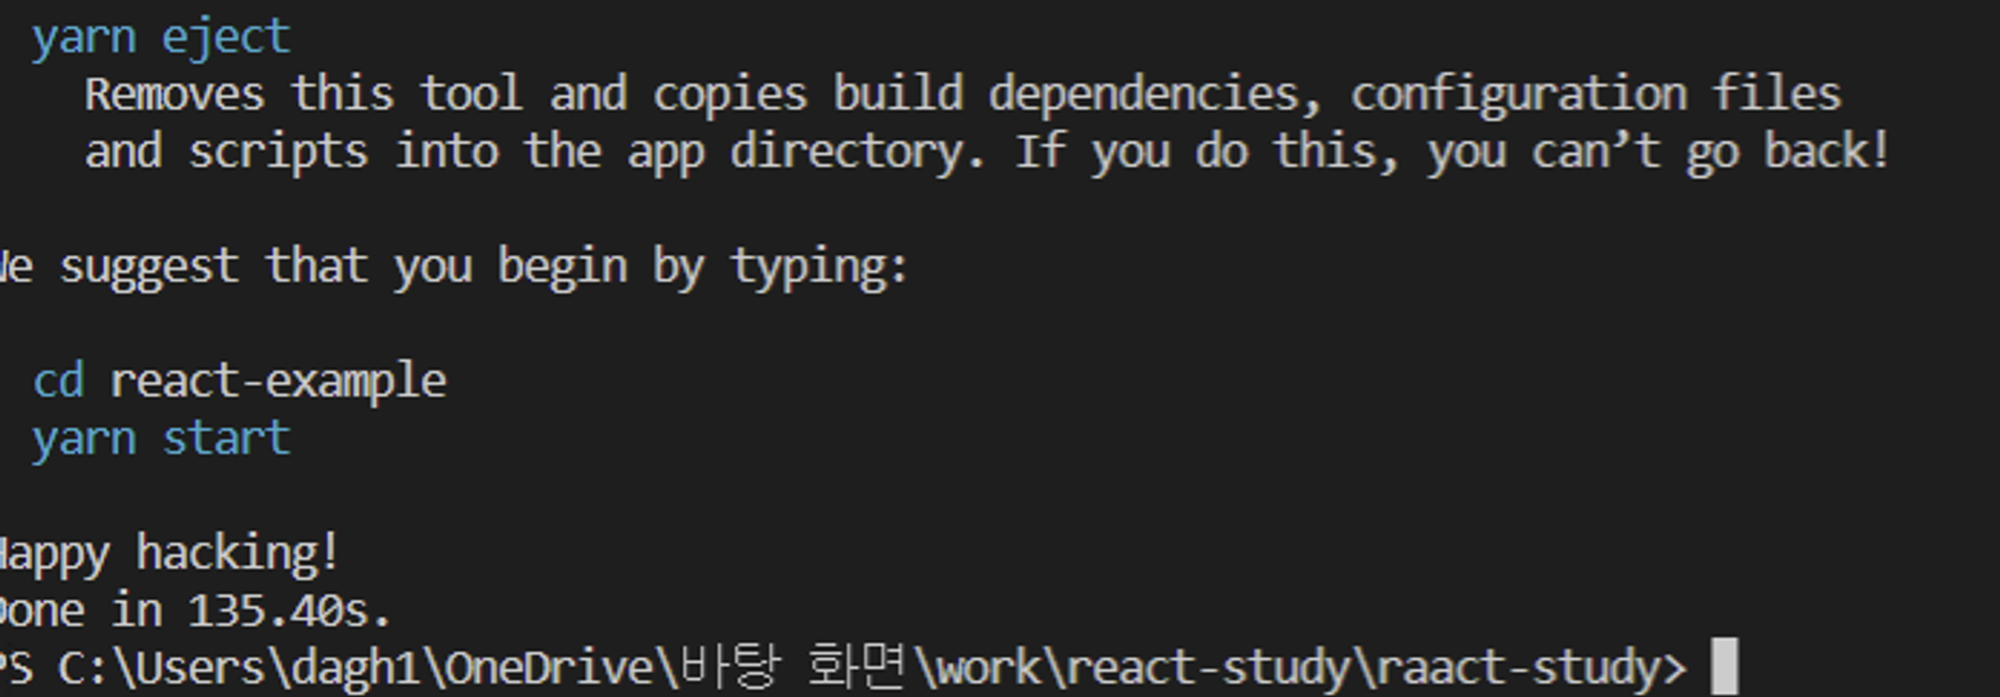 yarn eject
Removes this tool and copies build dependencies, configuration files
and scripts into the app directory. If you do this, you can’t go back!
We suggest that you begin by typing:
cd react-example
yarn start
Happy hacking!
Done in 135.40s.
PS C:\Users\dagh1\OneDrive\바탕 화면\work\react-study\raact-study>